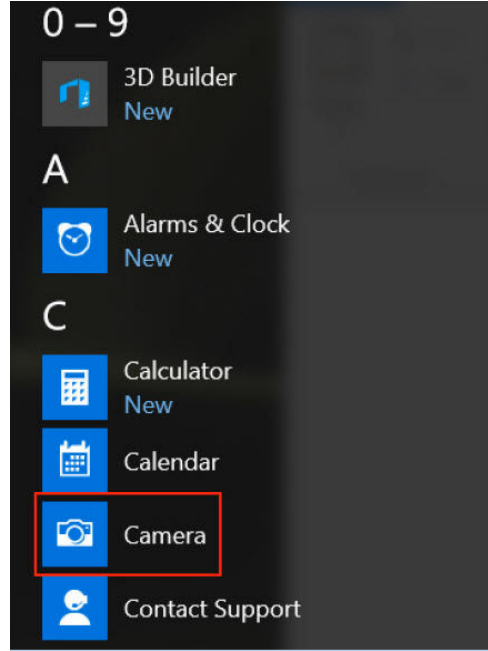 0 – 9
3D Builder
New
A
Alarms & Clock
New
C
Calculator
New
Calendar
Camera
Contact Support